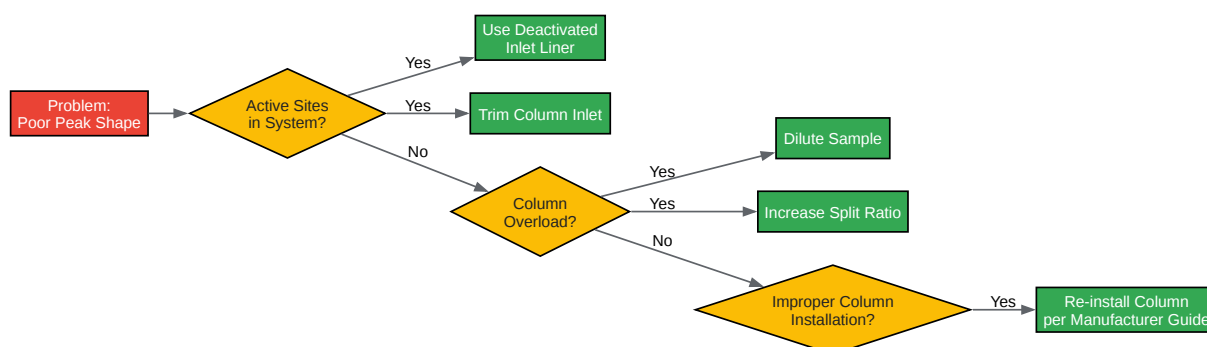 Problem:
Poor Peak Shape
Active Sites
in System?
Yes
Use Deactivated
Inlet Liner
Yes
Trim Column Inlet
No
Column
Overload?
Yes
Dilute Sample
Yes
Increase Split Ratio
No
Improper Column
Installation?
Yes
Re-install Column
per Manufacturer Guide